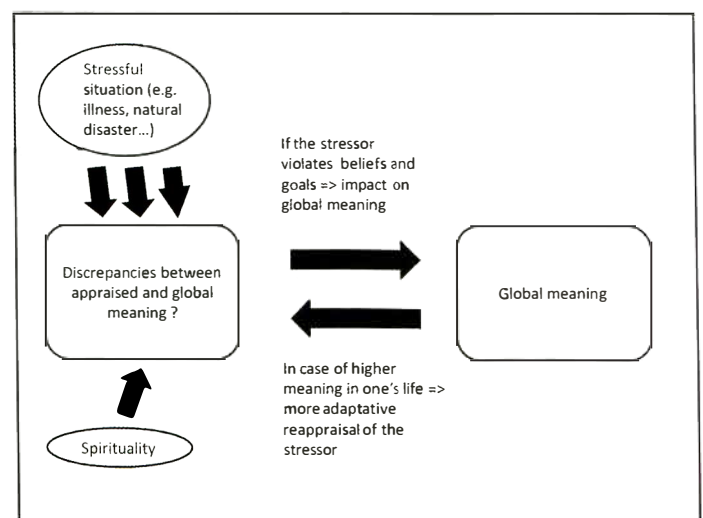 Stressful
situation (e.g.
illness, natural
disaster...)
If the stressor
violates beliefs and
goals => impact on
global meaning
Discrepancies between
appraised and global
meaning ?
Global meaning
In case of higher
meaning in one's life =>
more adaptative
reappraisal of the
stressor
Spirituality